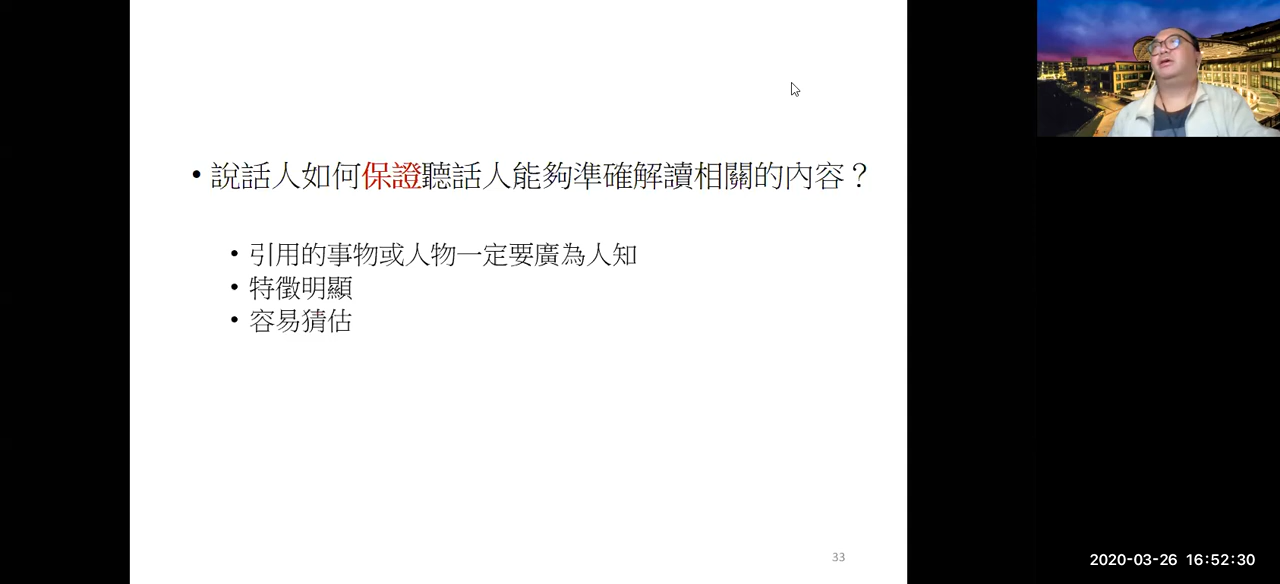 • 說話人如何保證聽話人能夠準確解讀相關的內容？
• 引用的事物或人物一定要廣為人知
• 特徵明顯
• 容易猜估
33
2020-03-26 16:52:30